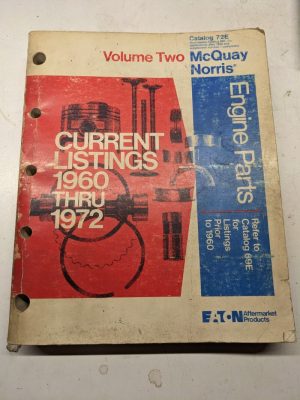 Catalog 72E
Volume Two McQuay
Norris
Engine Parts
CURRENT
LISTINGS
1960
THRU
1972
Refer to
Catalog 69E
for
Listings
Prior
to 1960
EATON Aftermarket
Products